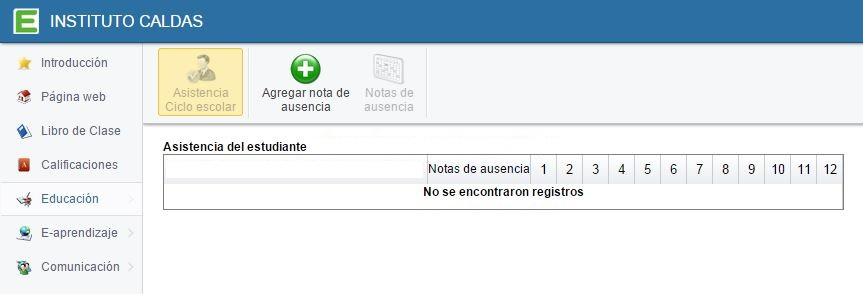 E INSTITUTO CALDAS
Introducción
Página web
Libro de Clase
Calificaciones
Educación
E-aprendizaje
Comunicación
Asistencia
Ciclo escolar
Agregar nota de
ausencia
Notas de
ausencia
Asistencia del estudiante
Notas de ausencia 1 2 3 4 5 6 7 8 9 10 11 12
No se encontraron registros